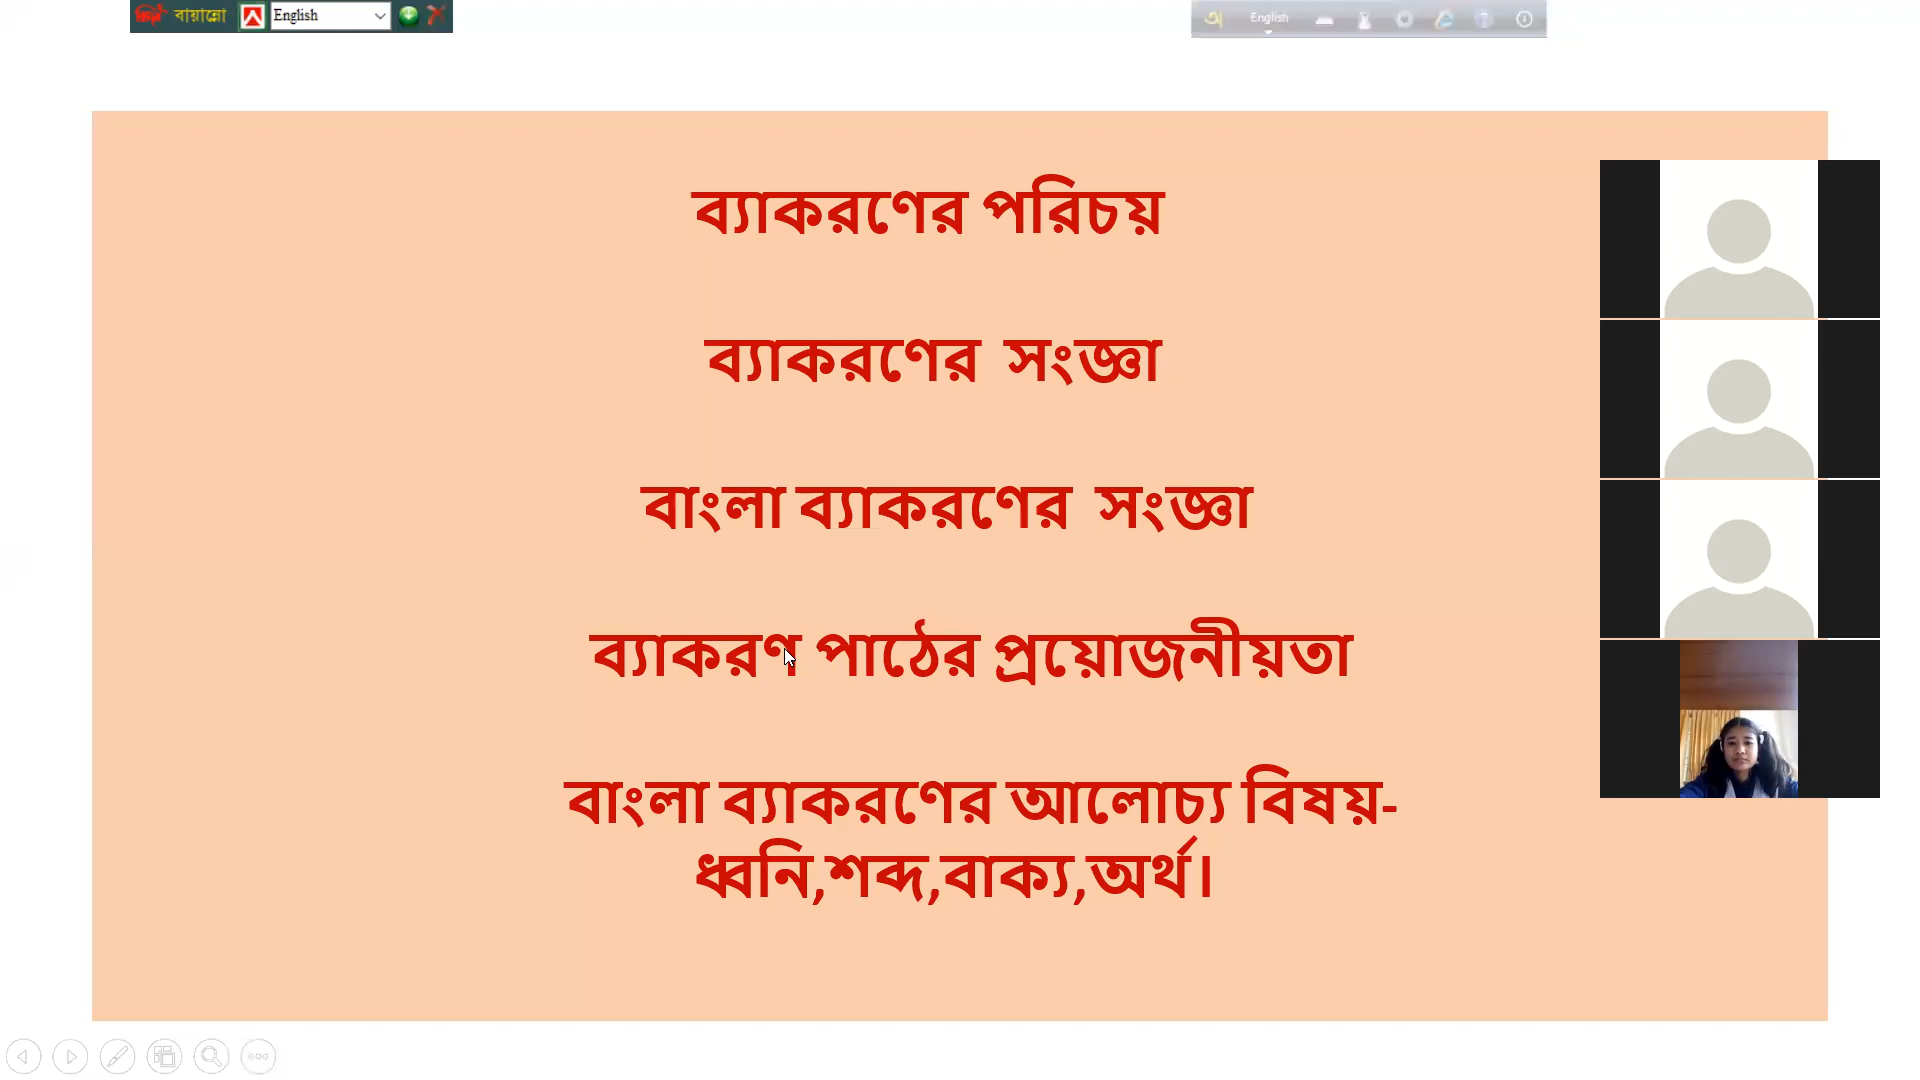 বায়ান্নো
English
অ English
ব্যাকরণের পরিচয়
ব্যাকরণের সংজ্ঞা
বাংলা ব্যাকরণের সংজ্ঞা
ব্যাকরণ পাঠের প্রয়োজনীয়তা
বাংলা ব্যাকরণের আলোচ্য বিষয়-
ধ্বনি,শব্দ,বাক্য,অর্থ।